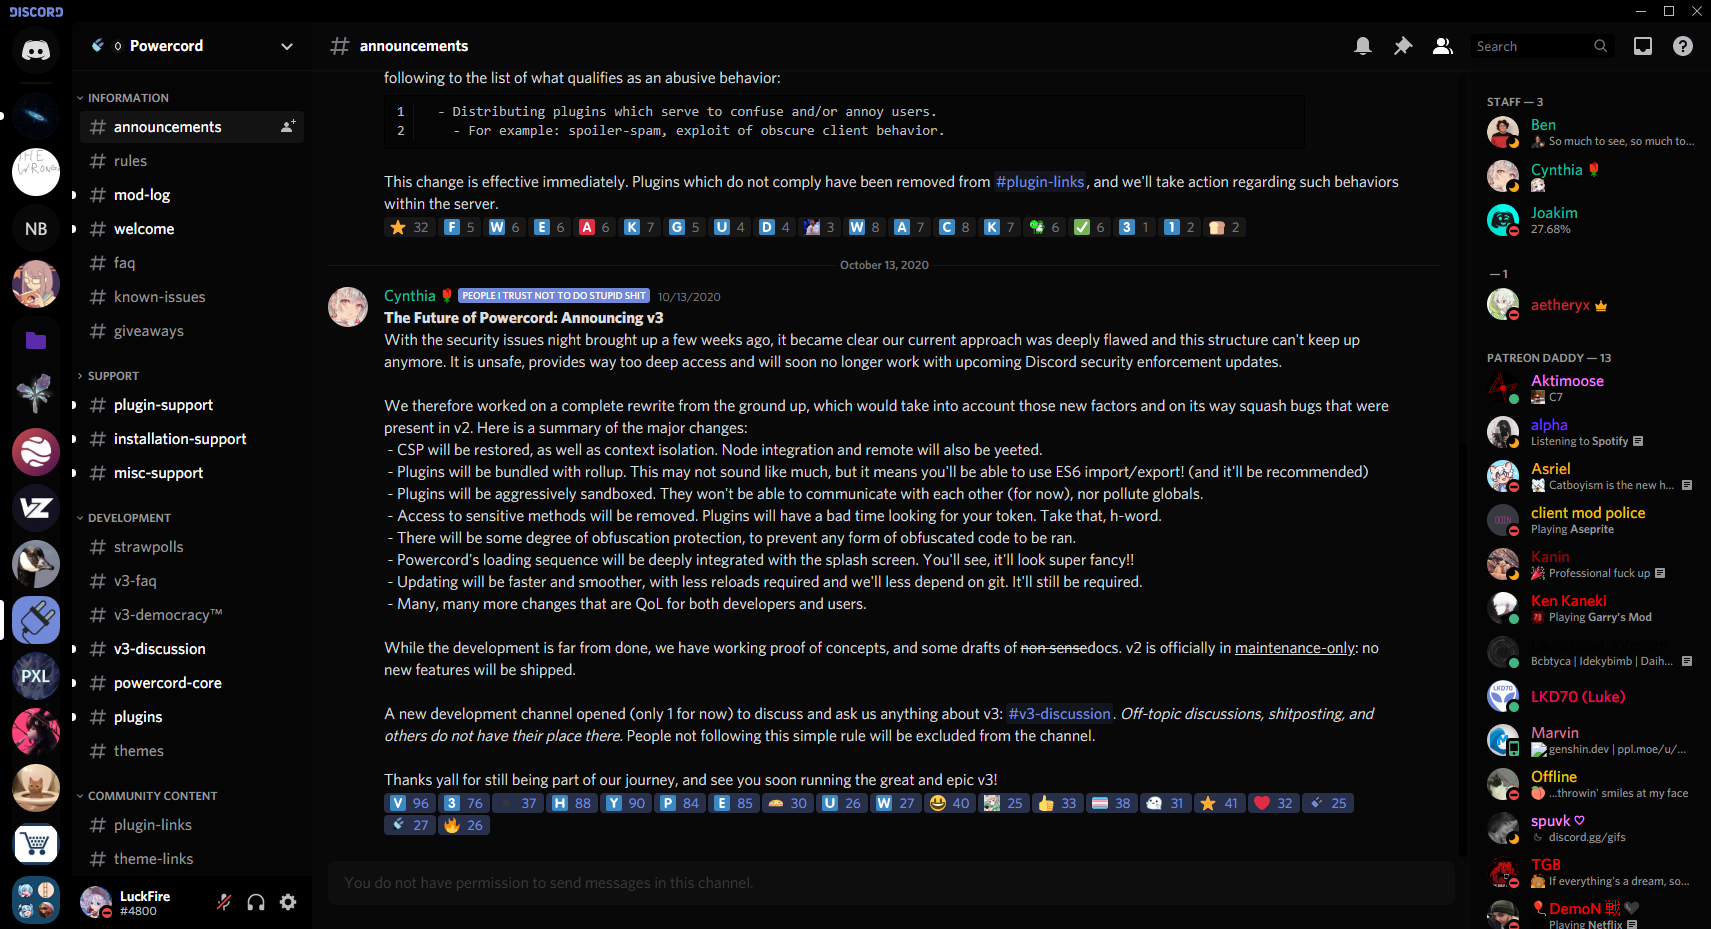 DISCORD
THE
WRONG
NB
VZ
PXL
Powercord
INFORMATION
announcements
rules
mod-log
welcome
faq
known-issues
giveaways
SUPPORT
plugin-support
installation-support
misc-support
DEVELOPMENT
strawpolls
v3-faq
v3-democracy™
v3-discussion
powercord-core
plugins
themes
COMMUNITY CONTENT
plugin-links
theme-links
LuckFire
#4800
announcements
Search
following to the list of what qualifies as an abusive behavior:
1 - Distributing plugins which serve to confuse and/or annoy users.
2 - For example: spoiler-spam, exploit of obscure client behavior.
This change is effective immediately. Plugins which do not comply have been removed from #plugin-links, and we'll take action regarding such behaviors
within the server.
32 F 5 W 6 E 6 A 6 K 7 G 5 U 4 D 4 3 W 8 A 7 C 8 K 7 6 6 3 1 1 2 2
October 13, 2020
Cynthia PEOPLE I TRUST NOT TO DO STUPID SHIT 10/13/2020
The Future of Powercord: Announcing v3
With the security issues night brought up a few weeks ago, it became clear our current approach was deeply flawed and this structure can't keep up
anymore. It is unsafe, provides way too deep access and will soon no longer work with upcoming Discord security enforcement updates.
We therefore worked on a complete rewrite from the ground up, which would take into account those new factors and on its way squash bugs that were
present in v2. Here is a summary of the major changes:
- CSP will be restored, as well as context isolation. Node integration and remote will also be yeeted.
- Plugins will be bundled with rollup. This may not sound like much, but it means you'll be able to use ES6 import/export! (and it'll be recommended)
- Plugins will be aggressively sandboxed. They won't be able to communicate with each other (for now), nor pollute globals.
- Access to sensitive methods will be removed. Plugins will have a bad time looking for your token. Take that, h-word.
- There will be some degree of obfuscation protection, to prevent any form of obfuscated code to be ran.
- Powercord's loading sequence will be deeply integrated with the splash screen. You'll see, it'll look super fancy!!
- Updating will be faster and smoother, with less reloads required and we'll less depend on git. It'll still be required.
- Many, many more changes that are QoL for both developers and users.
While the development is far from done, we have working proof of concepts, and some drafts of non sensedocs. v2 is officially in maintenance-only: no
new features will be shipped.
A new development channel opened (only 1 for now) to discuss and ask us anything about v3: #v3-discussion. Off-topic discussions, shitposting, and
others do not have their place there. People not following this simple rule will be excluded from the channel.
Thanks yall for still being part of our journey, and see you soon running the great and epic v3!
V 96 3 76 37 H 88 Y 90 P 84 E 85 30 U 26 W 27 40 25 33 38 31 41 32 25
27 26
You do not have permission to send messages in this channel.
STAFF — 3
Ben
So much to see, so much to...
Cynthia
Joakim
27.68%
— 1
aetheryx
PATREON DADDY — 13
Aktimoose
C7
alpha
Listening to Spotify
Asriel
Catboyism is the new h...
client mod police
Playing Aseprite
Kanin
Professional fuck up
Ken Kaneki
Playing Garry's Mod
Bcbtyca | Idekybimb | Daih...
LKD70
LKD70 (Luke)
Marvin
genshin.dev | ppl.moe/u/...
Offline
...throwin' smiles at my face
spuvk ♡
discord.gg/gifs
TGB
If everything's a dream, so...
DemoN 戦
Playing Netflix